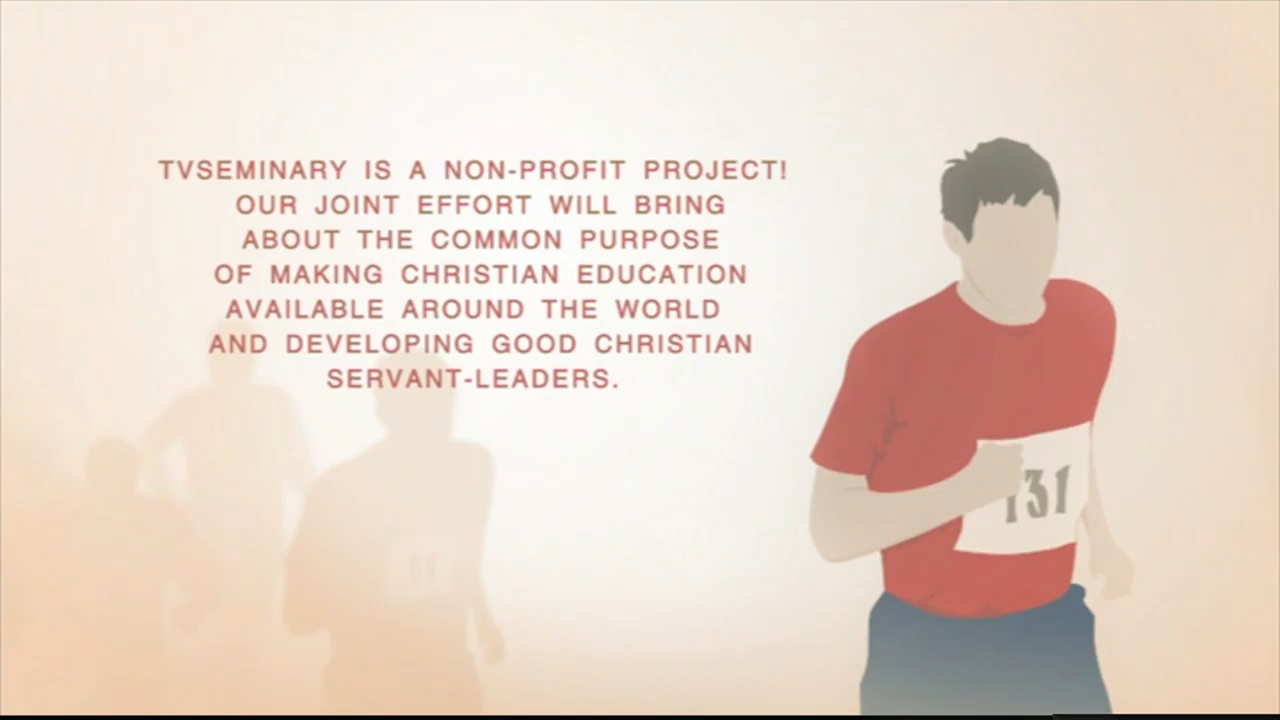 TVSEMINARY IS A NON-PROFIT PROJECT!
OUR JOINT EFFORT WILL BRING
ABOUT THE COMMON PURPOSE
OF MAKING CHRISTIAN EDUCATION
AVAILABLE AROUND THE WORLD
AND DEVELOPING GOOD CHRISTIAN
SERVANT-LEADERS.
131
11